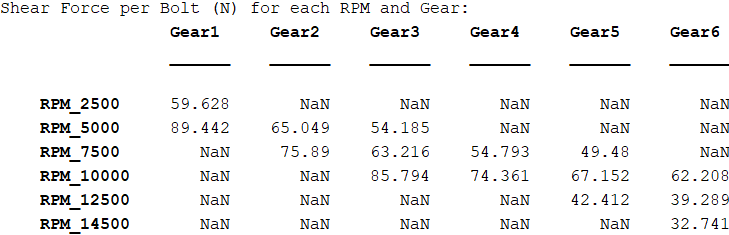 Shear Force per Bolt (N) for each RPM and Gear:
Gear1 Gear2 Gear3 Gear4 Gear5 Gear6
RPM_2500 59.628 NaN NaN NaN NaN NaN
RPM_5000 89.442 65.049 54.185 NaN NaN NaN
RPM_7500 NaN 75.89 63.216 54.793 49.48 NaN
RPM_10000 NaN NaN 85.794 74.361 67.152 62.208
RPM_12500 NaN NaN NaN NaN 42.412 39.289
RPM_14500 NaN NaN NaN NaN NaN 32.741